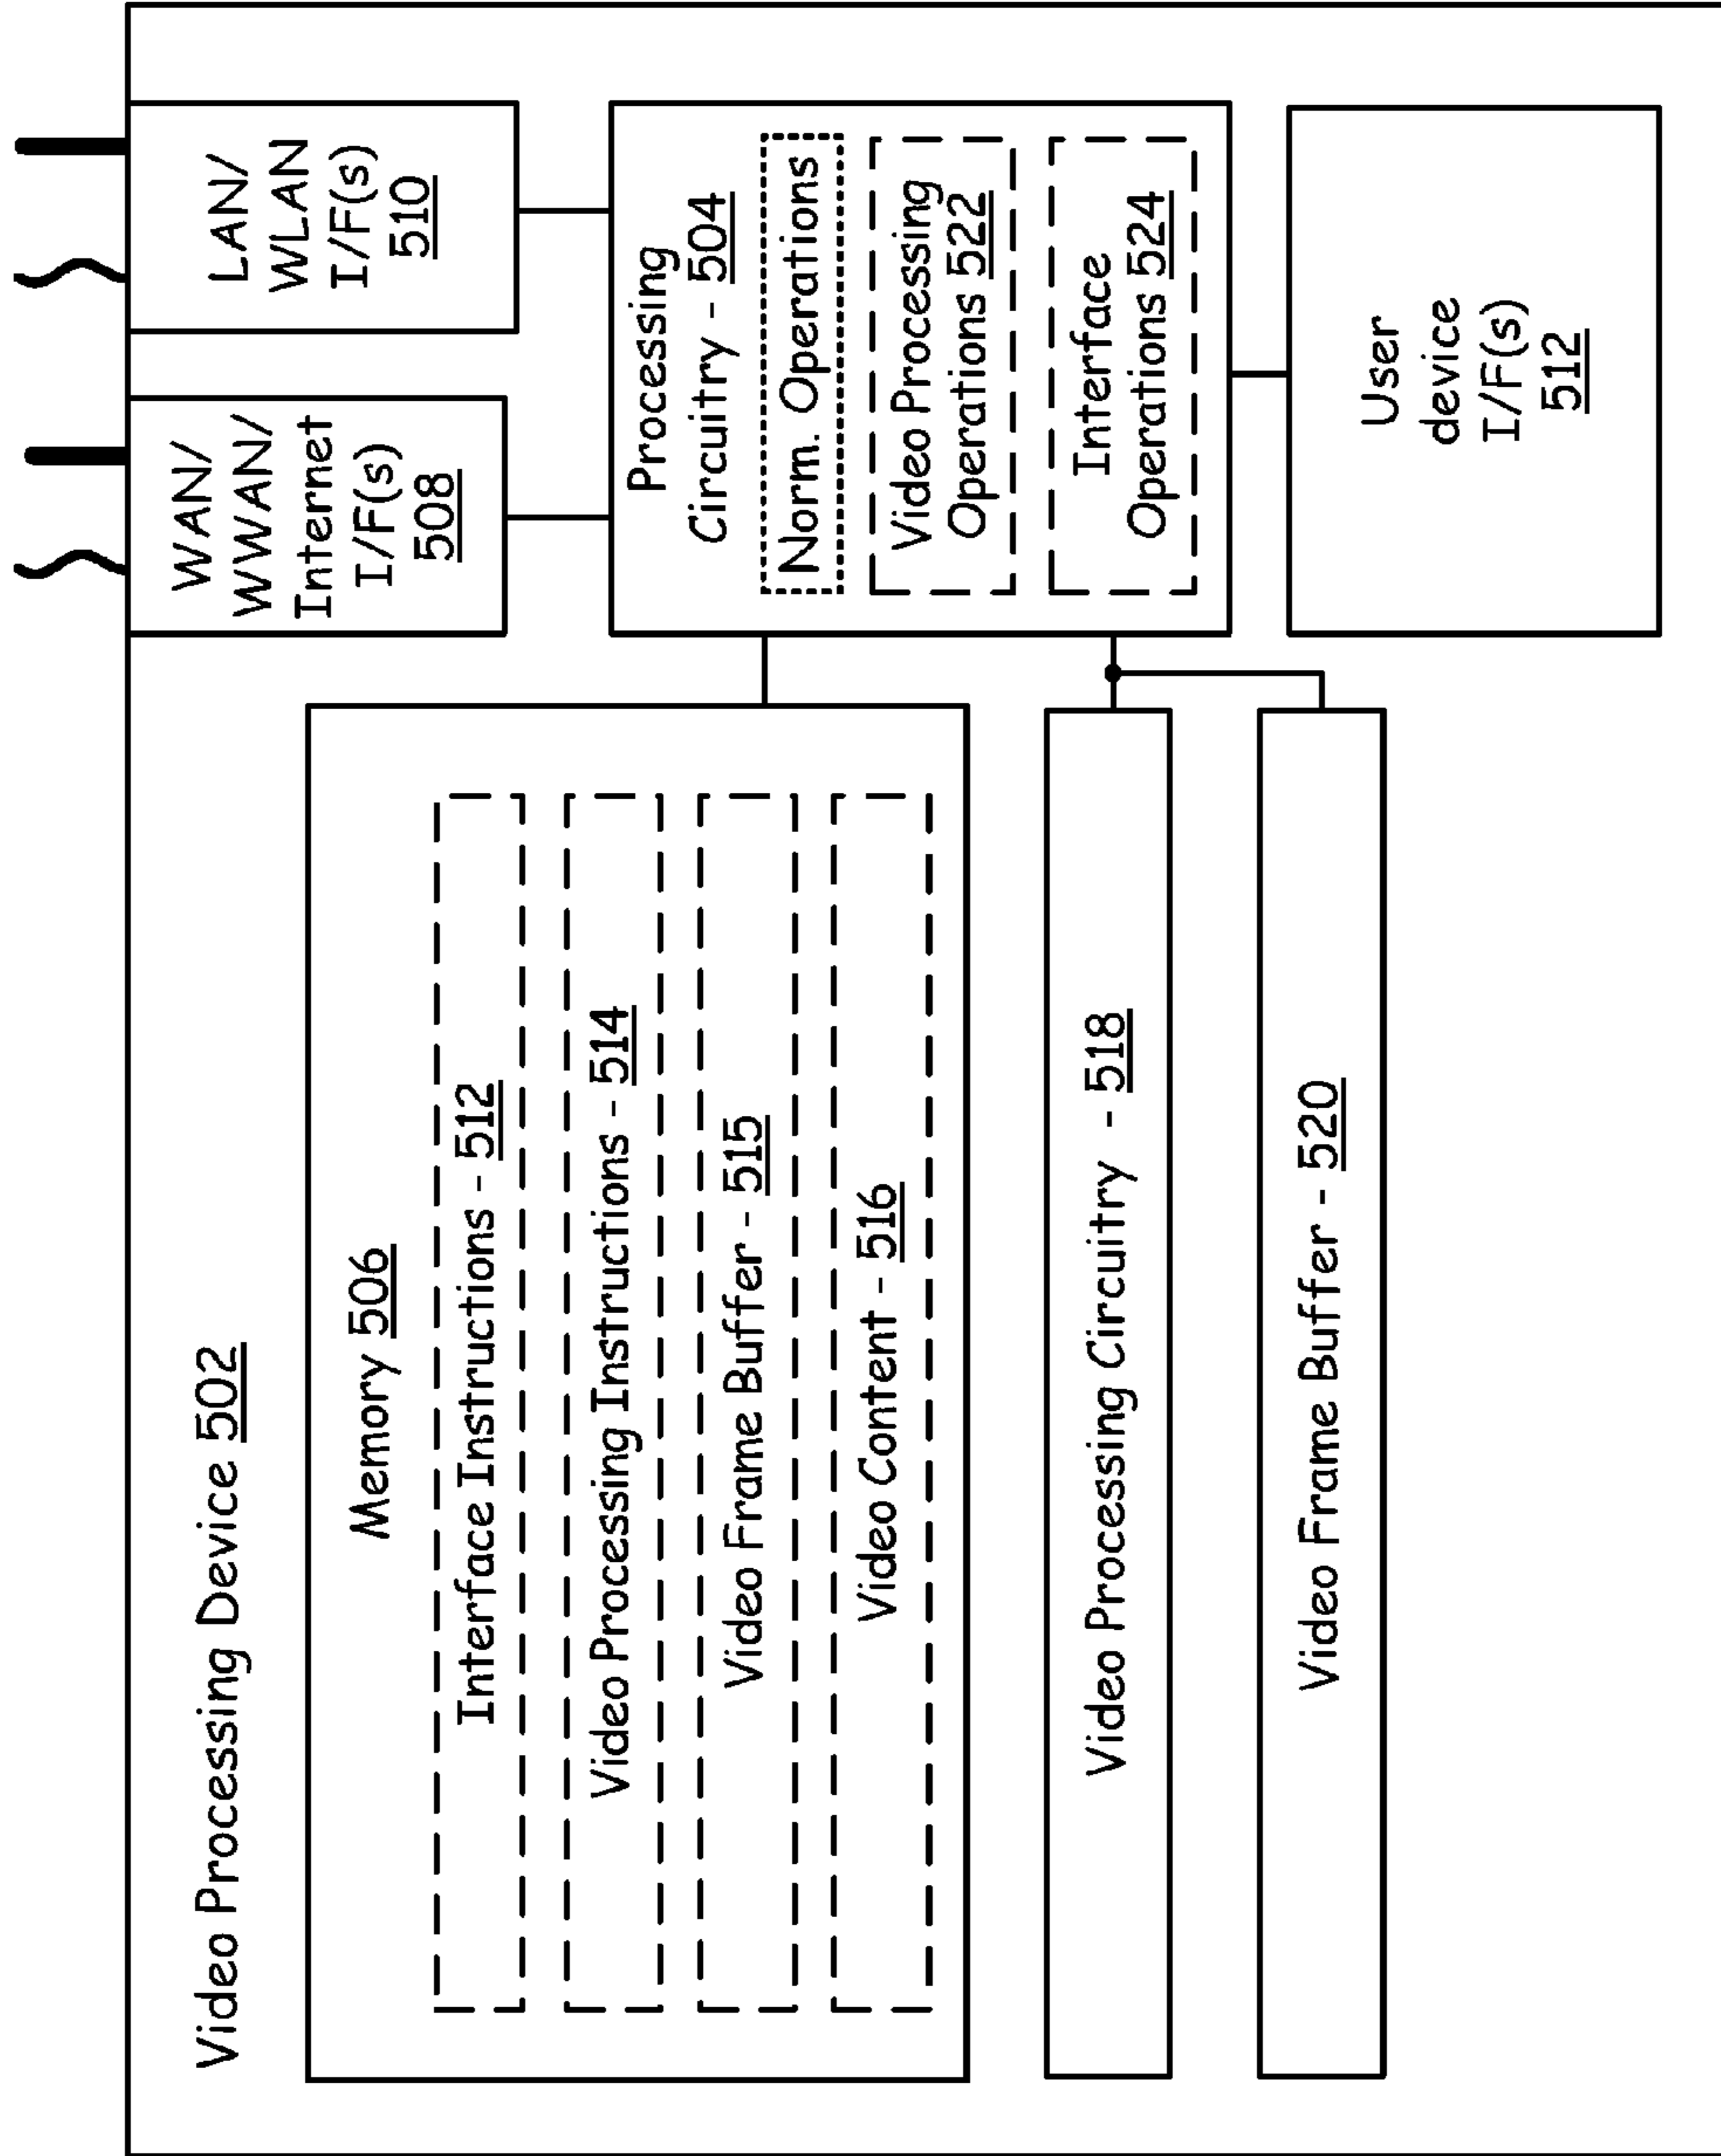 Video Processing Device 502
Memory 506
Interface Instructions - 512
Video Processing Instructions - 514
Video Frame Buffer - 515
Video Content - 516
Video Processing Circuitry - 518
Video Frame Buffer - 520
WAN/
WWAN/
Internet
I/F(s)
508
LAN/
WLAN
I/F(s)
510
Processing
Circuitry - 504
Norm. Operations
Video Processing
Operations 522
Interface
Operations 524
User
device
I/F(s)
512